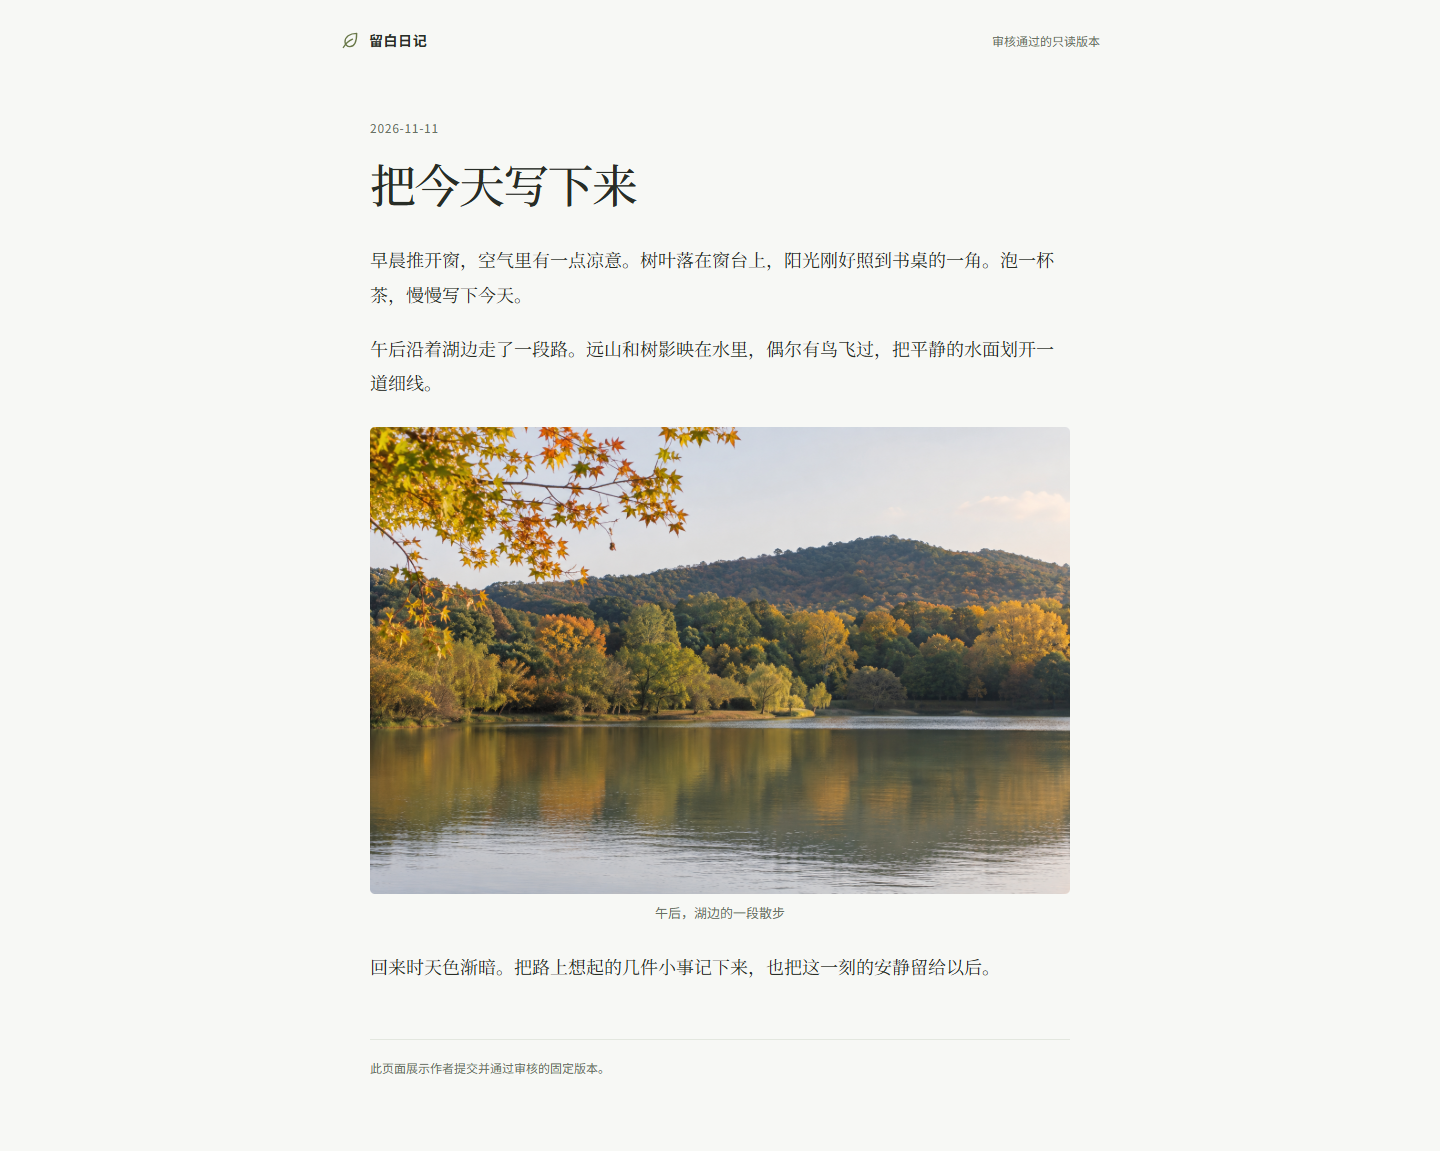 留白日记
审核通过的只读版本
2026-11-11
把今天写下来
早晨推开窗，空气里有一点凉意。树叶落在窗台上，阳光刚好照到书桌的一角。泡一杯
茶，慢慢写下今天。
午后沿着湖边走了一段路。远山和树影映在水里，偶尔有鸟飞过，把平静的水面划开一
道细线。
午后，湖边的一段散步
回来时天色渐暗。把路上想起的几件小事记下来，也把这一刻的安静留给以后。
此页面展示作者提交并通过审核的固定版本。